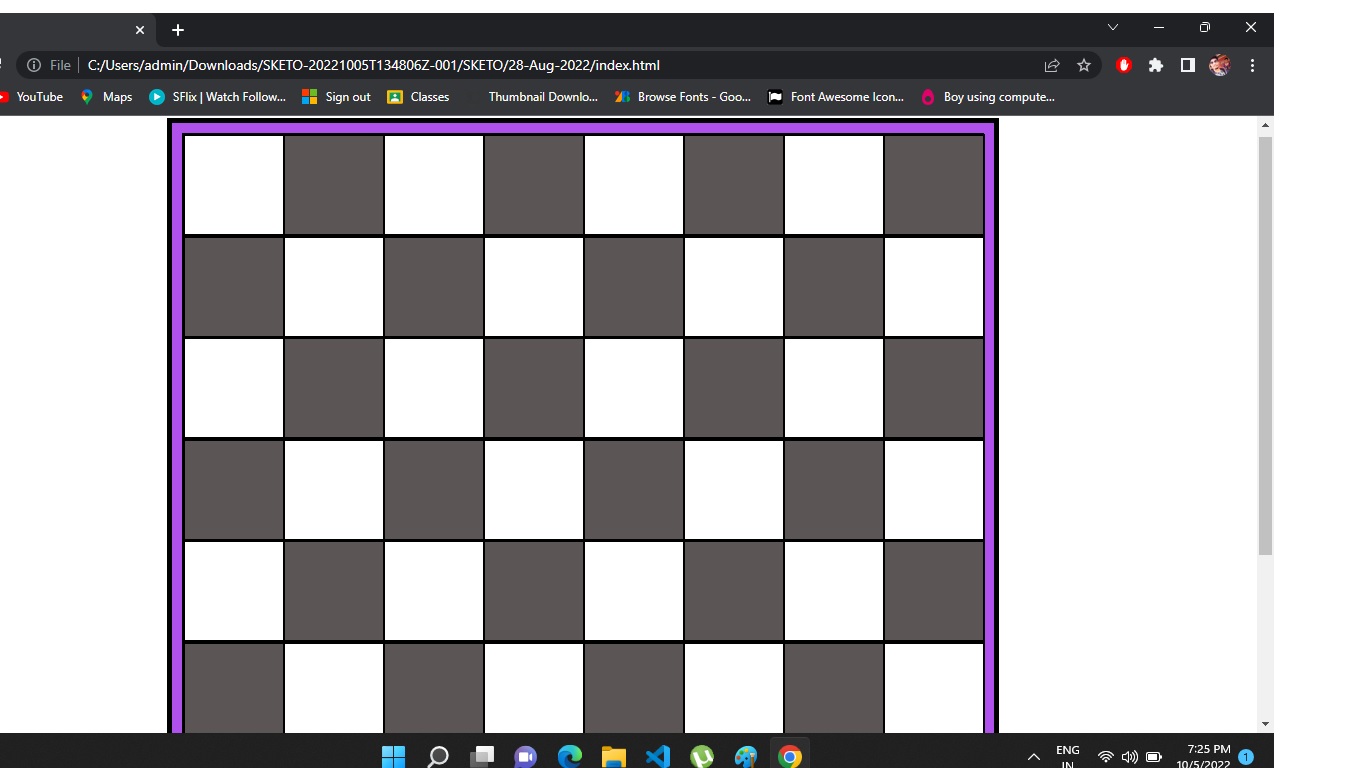 File
C:/Users/admin/Downloads/SKETO-20221005T134806Z-001/SKETO/28-Aug-2022/index.html
YouTube
Maps
SFlix | Watch Follow...
Sign out
Classes
Thumbnail Downlo...
Browse Fonts - Goo...
Font Awesome Icon...
Boy using compute...
ENG
IN
7:25 PM
10/5/2022
1